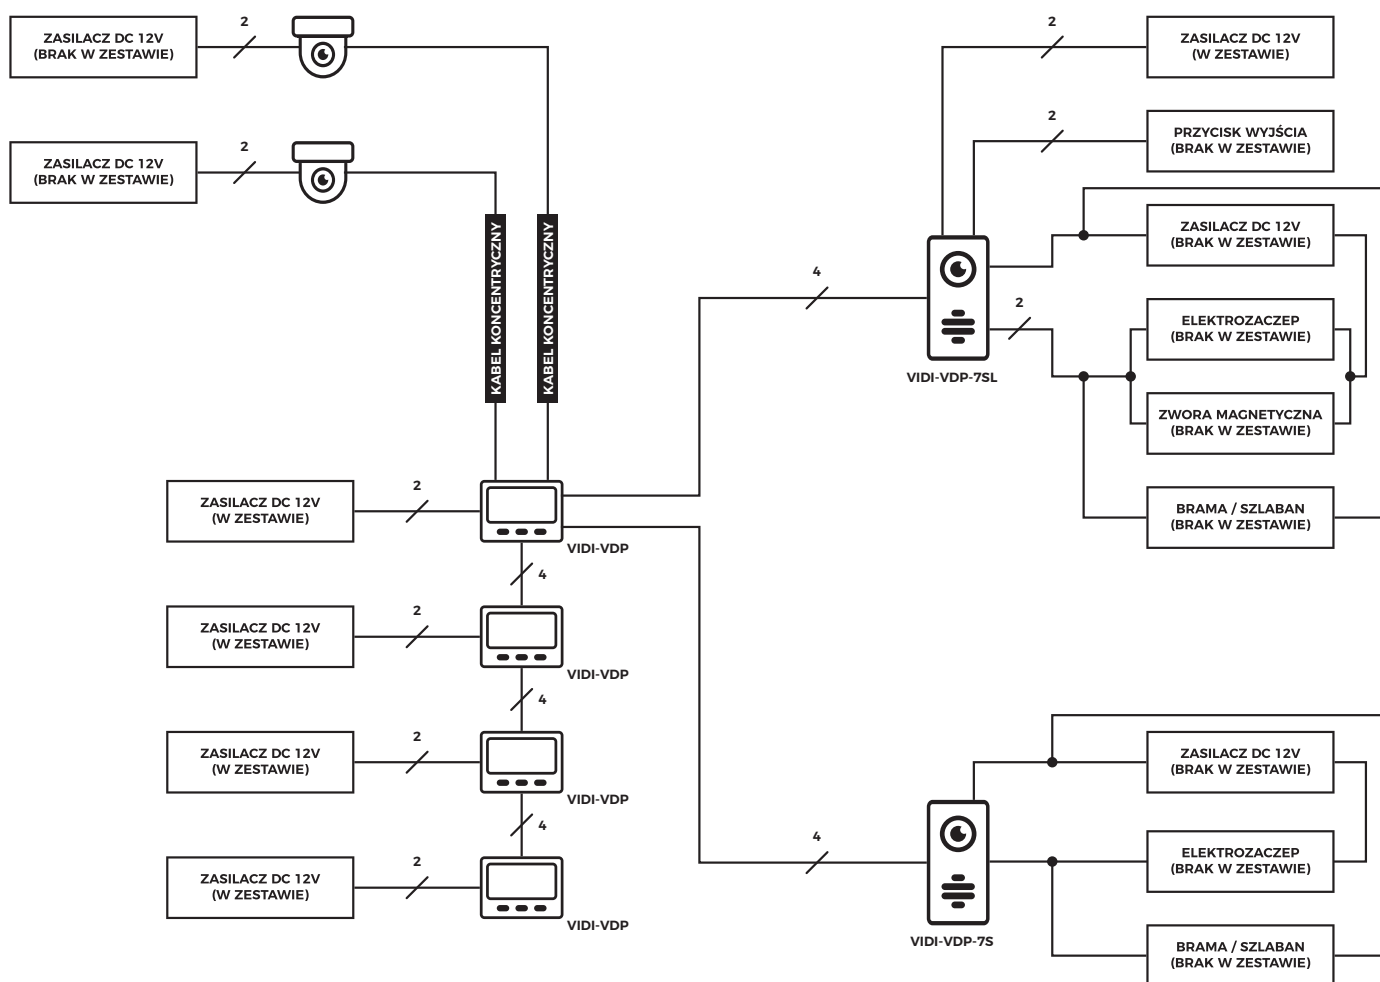 2
ZASILACZ DC 12V
(BRAK W ZESTAWIE)
2
ZASILACZ DC 12V
(BRAK W ZESTAWIE)
KABEL KONCENTRYCZNY
KABEL KONCENTRYCZNY
2
ZASILACZ DC 12V
(W ZESTAWIE)
VIDI-VDP
4
2
ZASILACZ DC 12V
(W ZESTAWIE)
VIDI-VDP
4
2
ZASILACZ DC 12V
(W ZESTAWIE)
VIDI-VDP
4
2
ZASILACZ DC 12V
(W ZESTAWIE)
VIDI-VDP
2
ZASILACZ DC 12V
(W ZESTAWIE)
2
PRZYCISK WYJŚCIA
(BRAK W ZESTAWIE)
ZASILACZ DC 12V
(BRAK W ZESTAWIE)
4
2
ELEKTROZACZEP
(BRAK W ZESTAWIE)
VIDI-VDP-7SL
ZWORA MAGNETYCZNA
(BRAK W ZESTAWIE)
BRAMA / SZLABAN
(BRAK W ZESTAWIE)
ZASILACZ DC 12V
(BRAK W ZESTAWIE)
4
ELEKTROZACZEP
(BRAK W ZESTAWIE)
VIDI-VDP-7S
BRAMA / SZLABAN
(BRAK W ZESTAWIE)